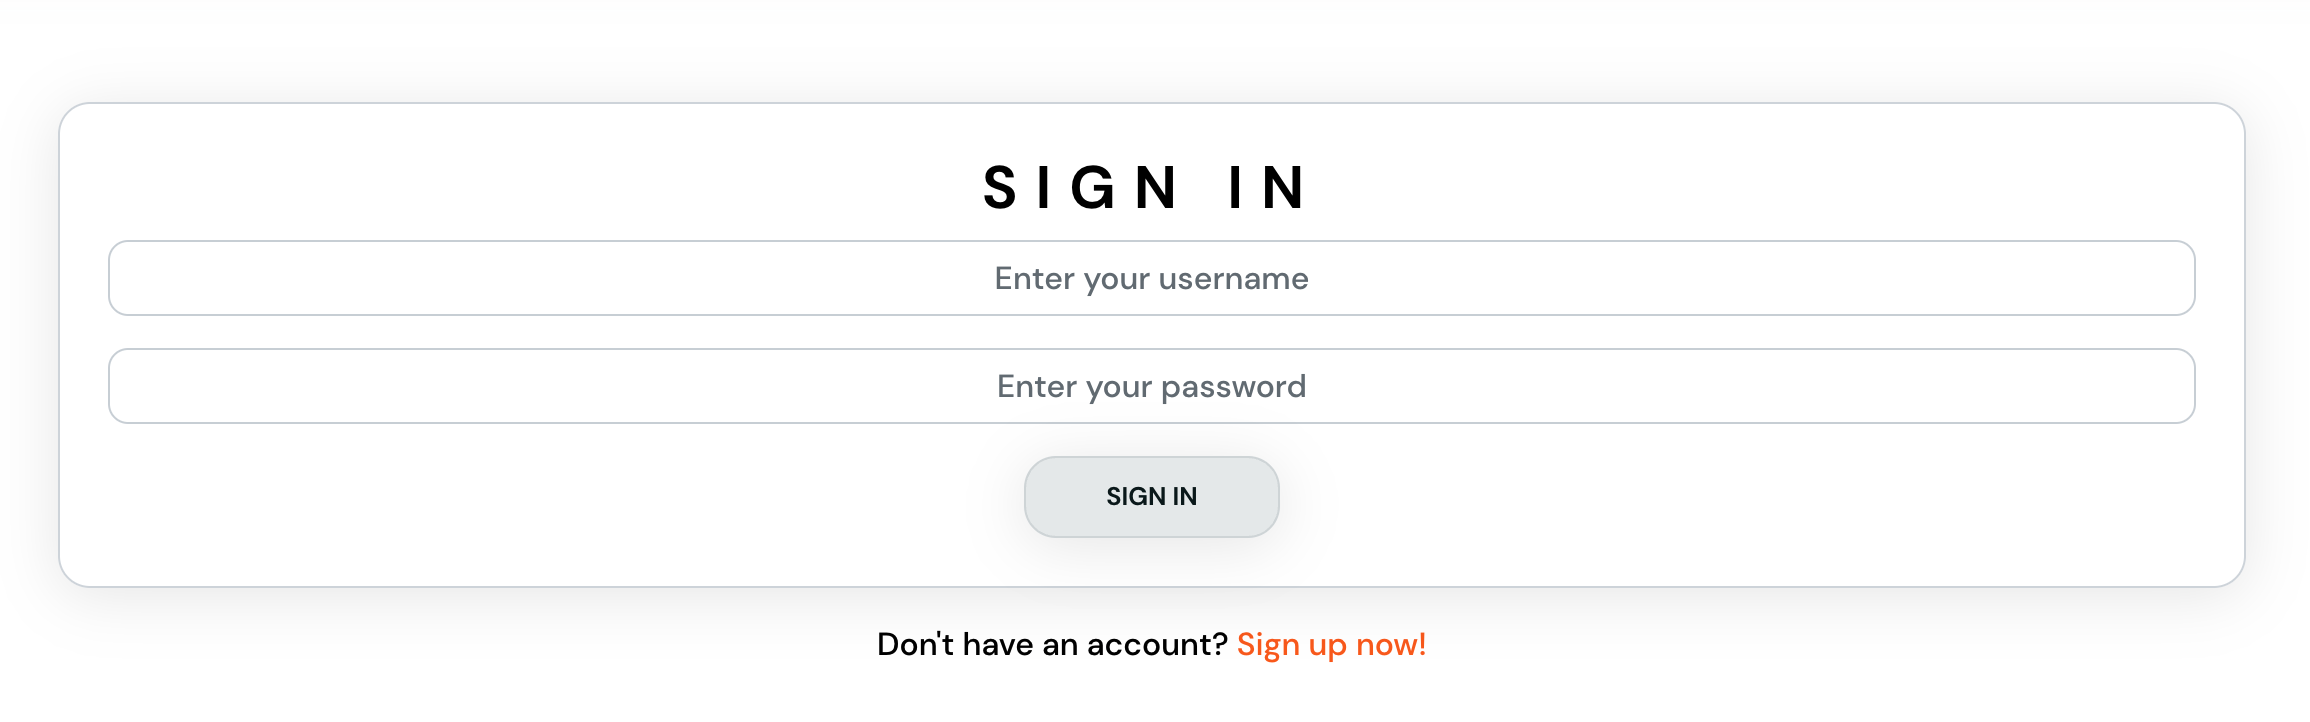 SIGN IN
Enter your username
Enter your password
SIGN IN
Don't have an account? Sign up now!